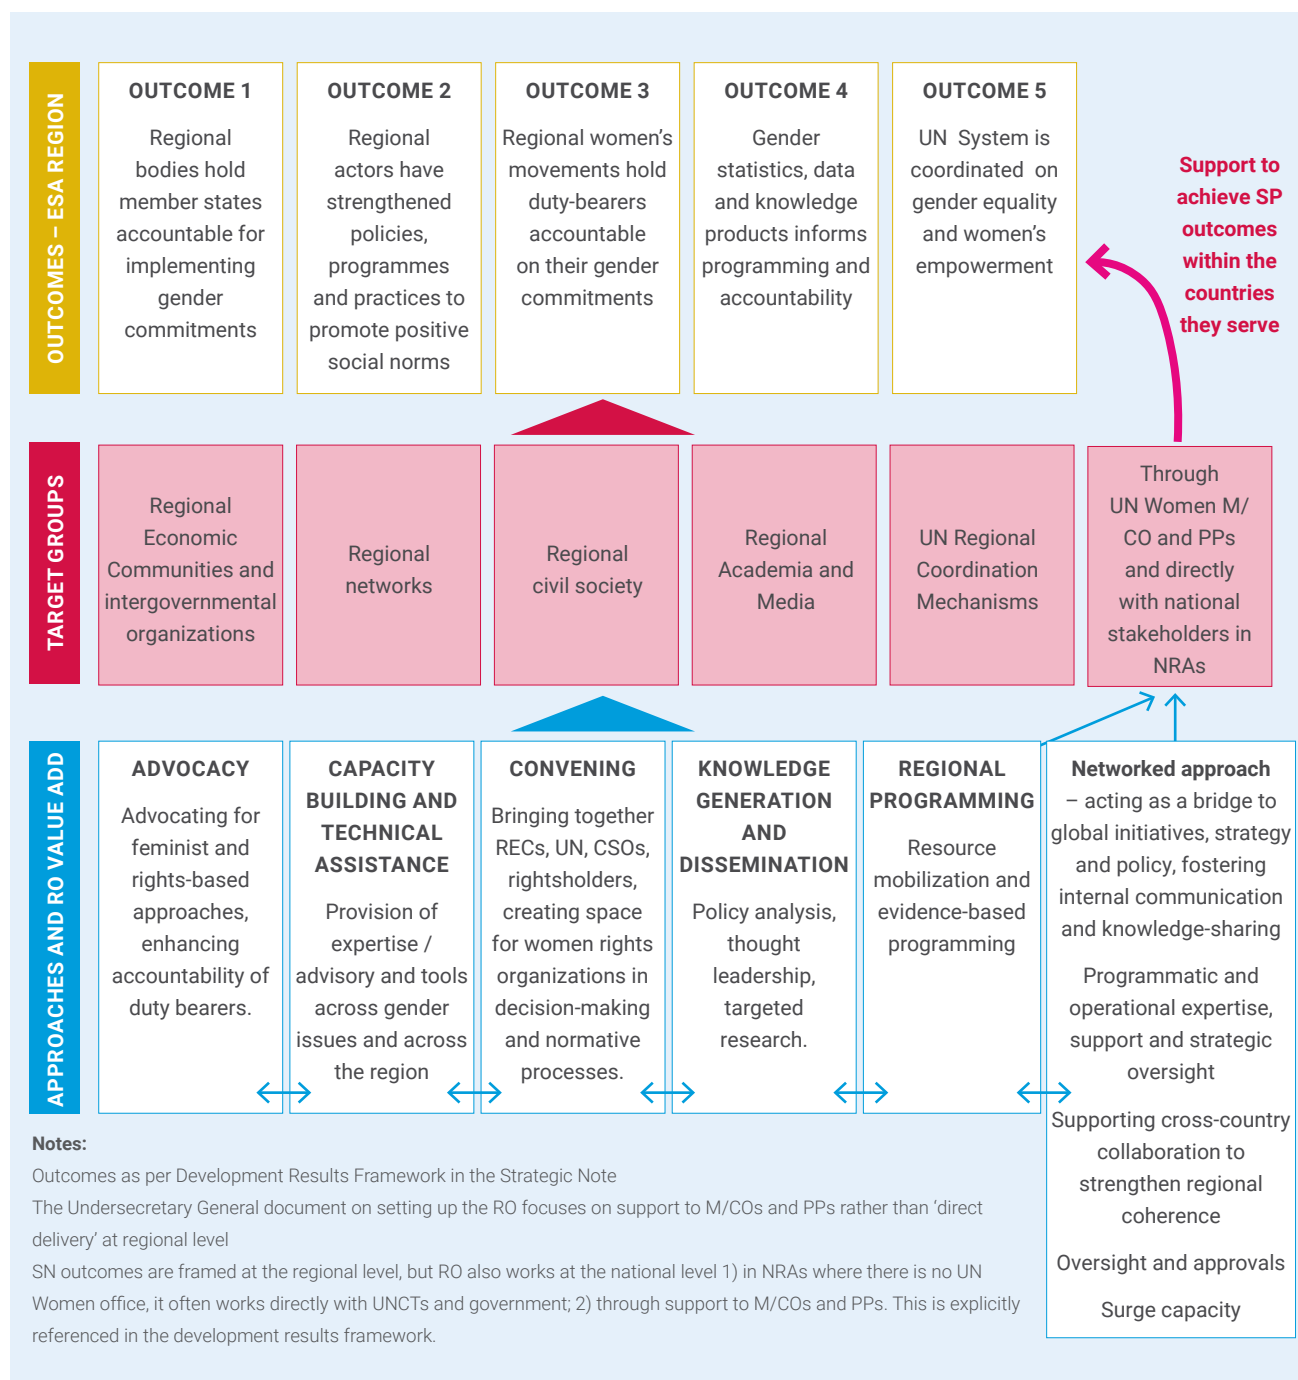 OUTCOMES – ESA REGION
OUTCOME 1
Regional
bodies hold
member states
accountable for
implementing
gender
commitments
OUTCOME 2
Regional
actors have
strengthened
policies,
programmes
and practices to
promote positive
social norms
OUTCOME 3
Regional women’s
movements hold
duty-bearers
accountable
on their gender
commitments
OUTCOME 4
Gender
statistics, data
and knowledge
products informs
programming and
accountability
OUTCOME 5
UN System is
coordinated on
gender equality
and women’s
empowerment
Support to
achieve SP
outcomes
within the
countries
they serve
TARGET GROUPS
Regional
Economic
Communities and
intergovernmental
organizations
Regional
networks
Regional
civil society
Regional
Academia and
Media
UN Regional
Coordination
Mechanisms
Through
UN Women M/
CO and PPs
and directly
with national
stakeholders in
NRAs
APPROACHES AND RO VALUE ADD
ADVOCACY
Advocating for
feminist and
rights-based
approaches,
enhancing
accountability of
duty bearers.
CAPACITY
BUILDING AND
TECHNICAL
ASSISTANCE
Provision of
expertise /
advisory and tools
across gender
issues and across
the region
CONVENING
Bringing together
RECs, UN, CSOs,
rightsholders,
creating space
for women rights
organizations in
decision-making
and normative
processes.
KNOWLEDGE
GENERATION
AND
DISSEMINATION
Policy analysis,
thought
leadership,
targeted
research.
REGIONAL
PROGRAMMING
Resource
mobilization and
evidence-based
programming
Networked approach
– acting as a bridge to
global initiatives, strategy
and policy, fostering
internal communication
and knowledge-sharing
Programmatic and
operational expertise,
support and strategic
oversight
Supporting cross-country
collaboration to
strengthen regional
coherence
Oversight and approvals
Surge capacity
Notes:
Outcomes as per Development Results Framework in the Strategic Note
The Undersecretary General document on setting up the RO focuses on support to M/COs and PPs rather than ‘direct
delivery’ at regional level
SN outcomes are framed at the regional level, but RO also works at the national level 1) in NRAs where there is no UN
Women office, it often works directly with UNCTs and government; 2) through support to M/COs and PPs. This is explicitly
referenced in the development results framework.